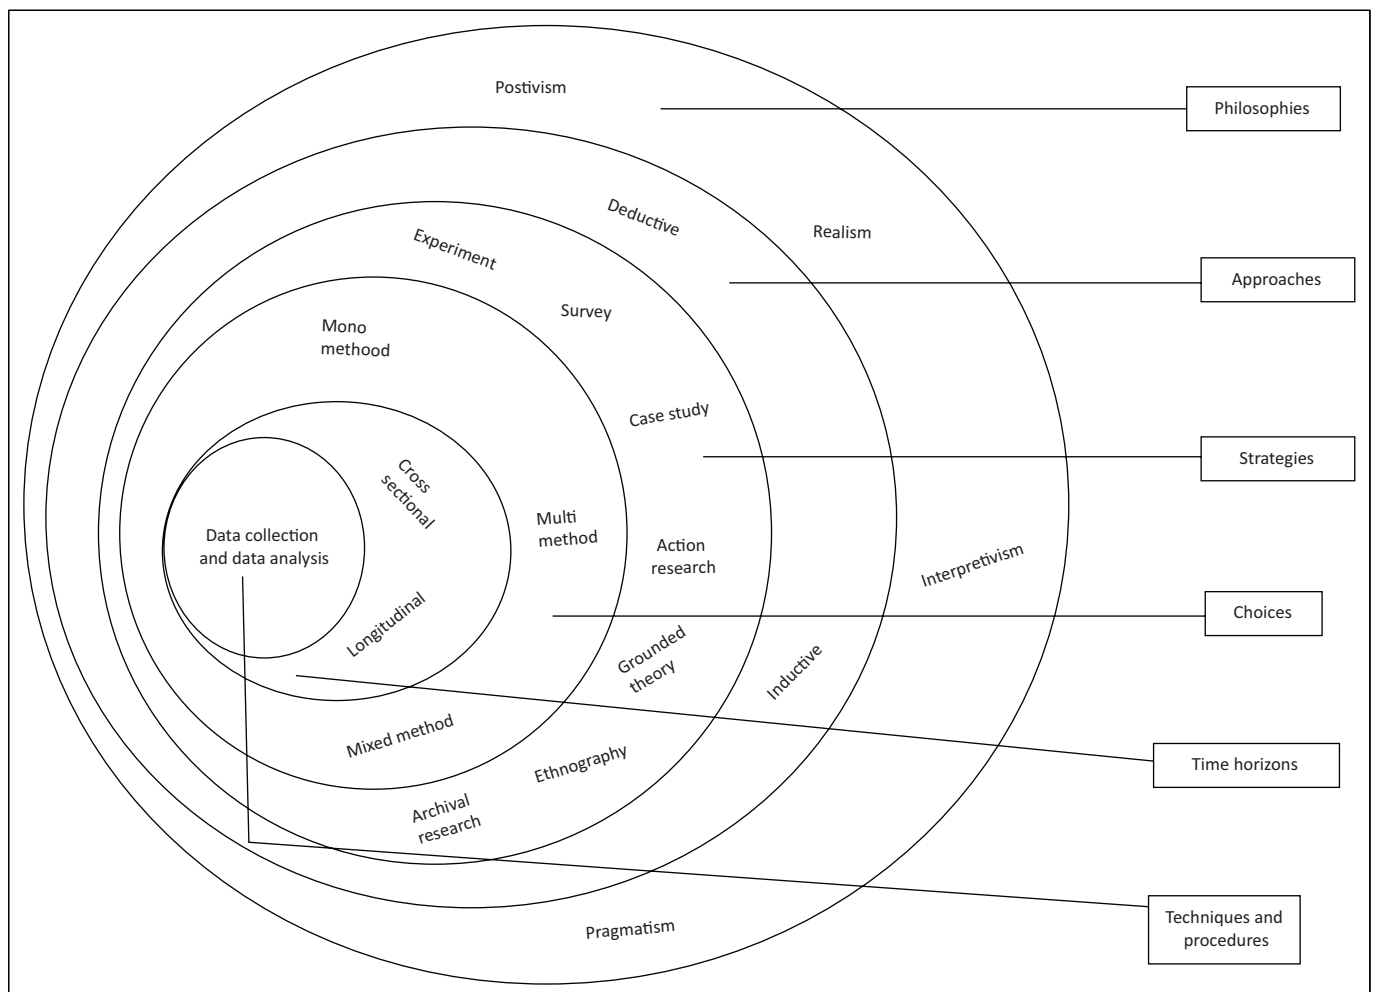 Postivism
Philosophies
Deductive
Realism
Experiment
Approaches
Survey
Mono
methood
Case study
Strategies
Cross
sectional
Data collection
and data analysis
Multi
method
Action
research
Interpretivism
Choices
Longitudinal
Grounded
theory
Inductive
Mixed method
Ethnography
Time horizons
Archival
research
Pragmatism
Techniques and
procedures